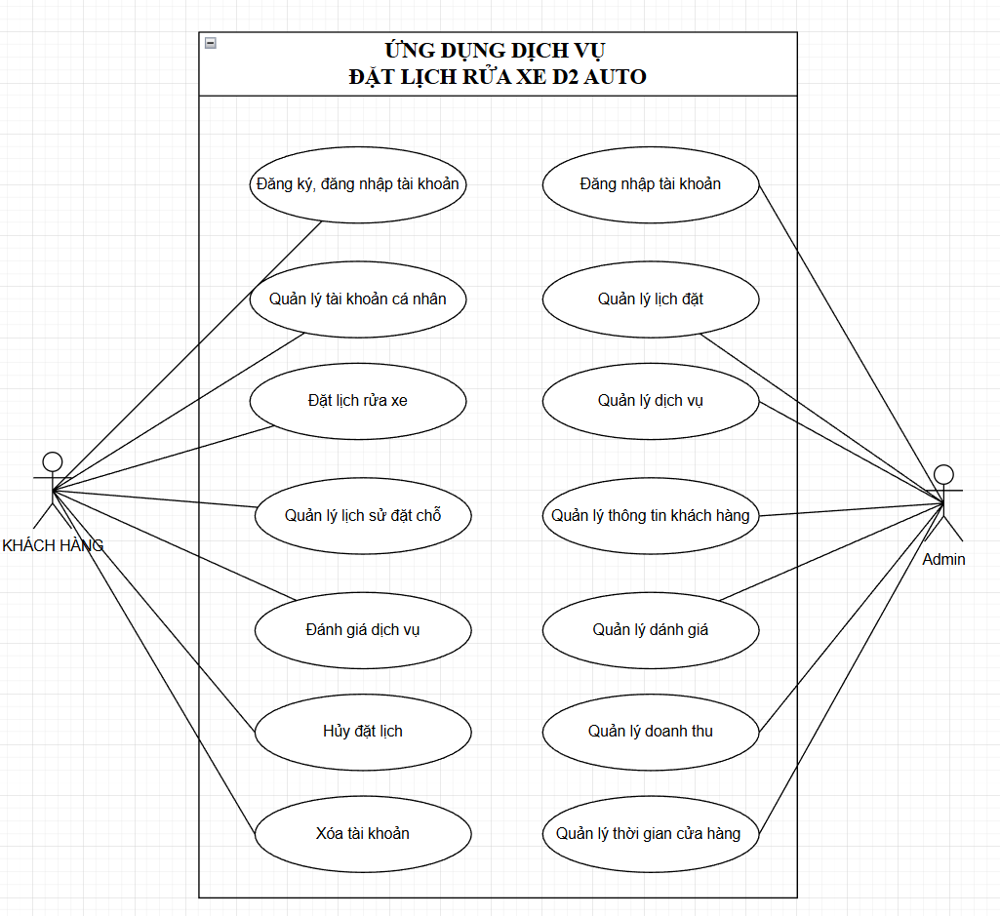 ỨNG DỤNG DỊCH VỤ
ĐẶT LỊCH RỬA XE D2 AUTO
Đăng ký, đăng nhập tài khoản
Đăng nhập tài khoản
Quản lý tài khoản cá nhân
Quản lý lịch đặt
Đặt lịch rửa xe
Quản lý dịch vụ
Quản lý lịch sử đặt chỗ
Quản lý thông tin khách hàng
KHÁCH HÀNG
Admin
Đánh giá dịch vụ
Quản lý dánh giá
Hủy đặt lịch
Quản lý doanh thu
Xóa tài khoản
Quản lý thời gian cửa hàng